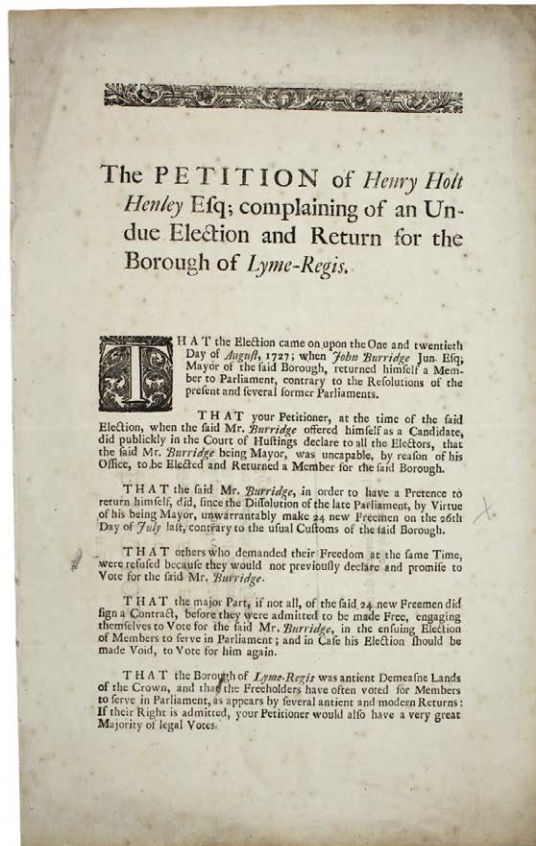 The PETITION of Henry Holt
Henley Eſq; complaining of an Un-
due Election and Return for the
Borough of Lyme-Regis.
THAT the Election came on upon the One and twentieth
Day of Auguſt, 1727; when John Burridge Jun. Eſq;
Mayor of the ſaid Borough, returned himſelf a Mem-
ber to Parliament, contrary to the Reſolutions of the
preſent and ſeveral former Parliaments.
THAT your Petitioner, at the time of the ſaid
Election, when the ſaid Mr. Burridge offered himſelf as a Candidate,
did publickly in the Court of Huſtings declare to all the Electors, that
the ſaid Mr. Burridge being Mayor, was uncapable, by reaſon of his
Office, to be Elected and Returned a Member for the ſaid Borough.
THAT the ſaid Mr. Burridge, in order to have a Pretence to
return himſelf, did, ſince the Diſſolution of the late Parliament, by Virtue
of his being Mayor, unwarrantably make 24 new Freemen on the 26th
Day of July laſt, contrary to the uſual Cuſtoms of the ſaid Borough.
THAT others who demanded their Freedom at the ſame Time,
were refuſed becauſe they would not previouſly declare and promiſe to
Vote for the ſaid Mr. Burridge.
THAT the major Part, if not all, of the ſaid 24 new Freemen did
ſign a Contract, before they were admitted to be made Free, engaging
themſelves to Vote for the ſaid Mr. Burridge, in the enſuing Election
of Members to ſerve in Parliament; and in Caſe his Election ſhould be
made Void, to Vote for him again.
THAT the Borough of Lyme-Regis was antient Demeaſne Lands
of the Crown, and that the Freeholders have often voted for Members
to ſerve in Parliament, as appears by ſeveral antient and modern Returns:
If their Right is admitted, your Petitioner would alſo have a very great
Majority of legal Votes.